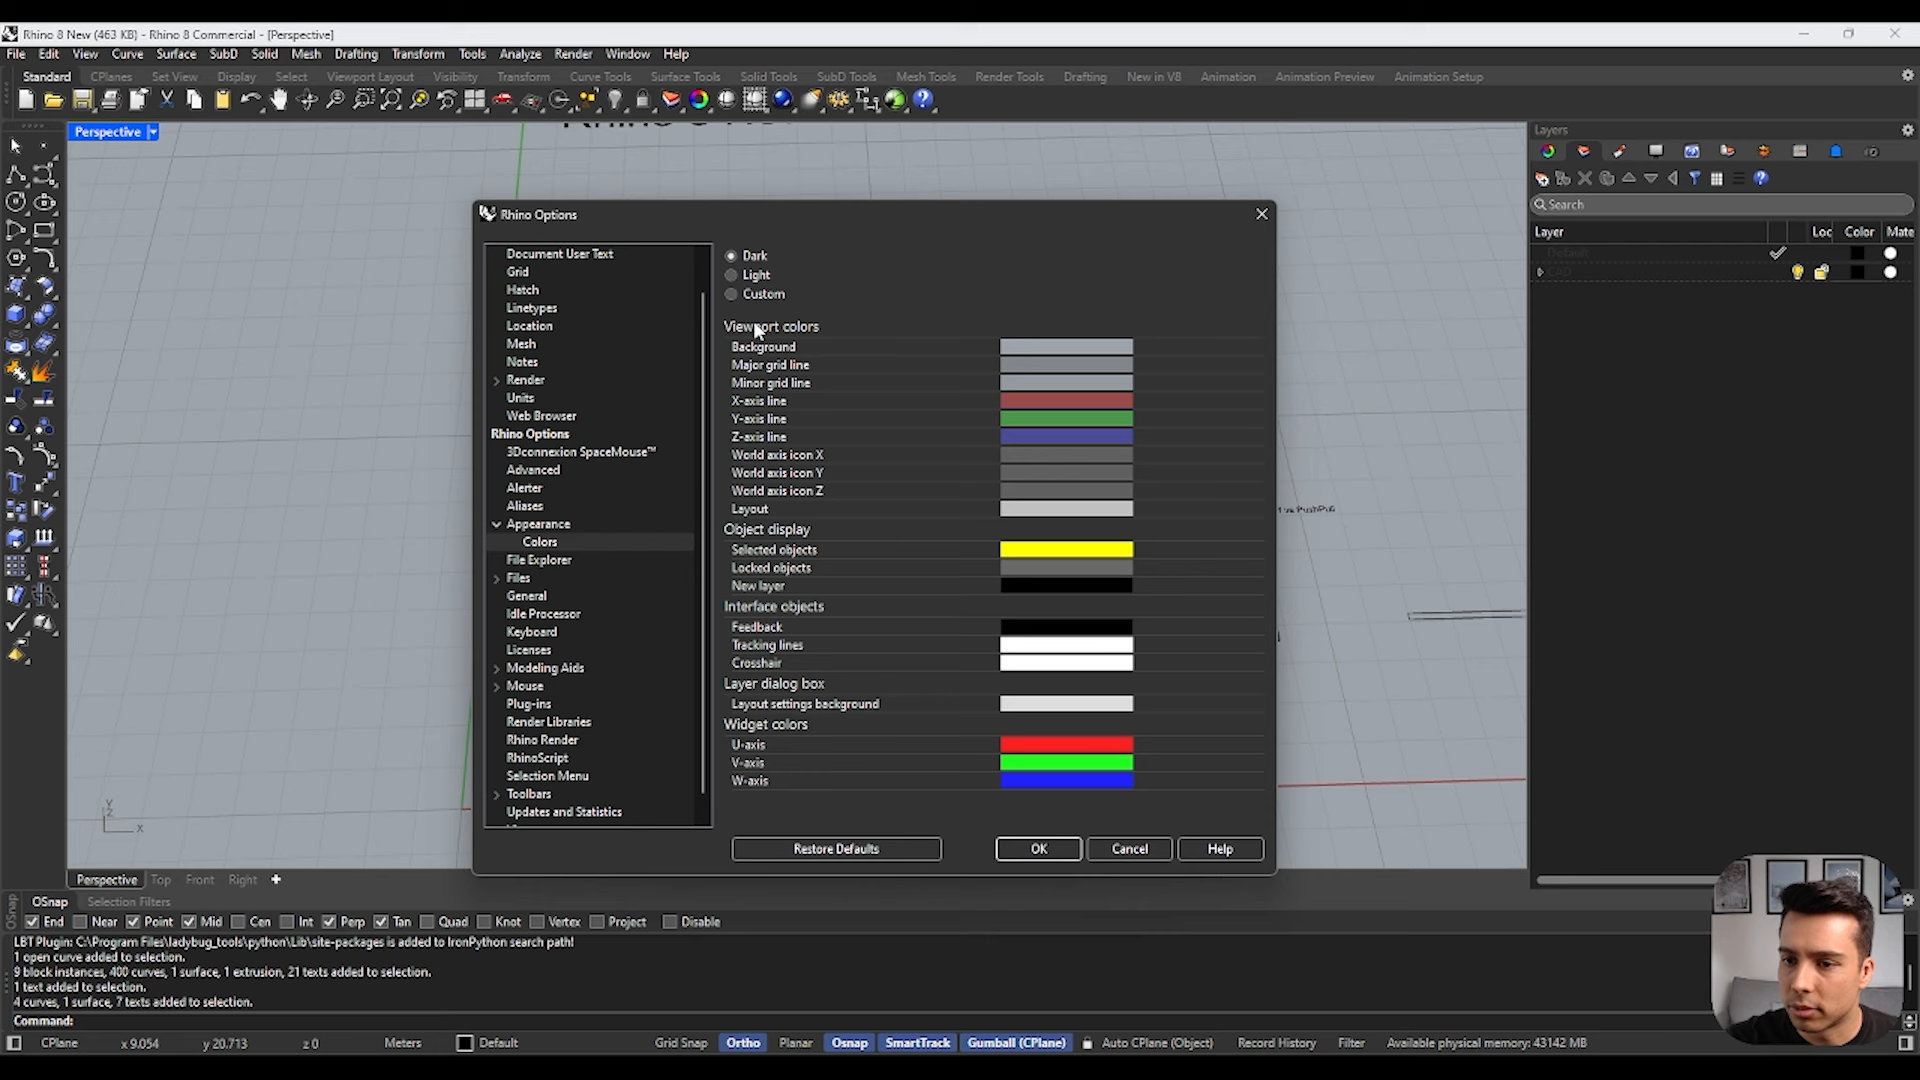 Rhino 8 New (463 KB) - Rhino 8 Commercial - [Perspective]
File Edit View Curve Surface SubD Solid Mesh Drafting Transform Tools Analyze Render Window Help
Standard CPlanes Set View Display Select Viewport Layout Visibility Transform Curve Tools Surface Tools Solid Tools SubD Tools Mesh Tools Render Tools Drafting New in V8 Animation Animation Preview Animation Setup
Perspective
Layers
Search
Layer Loc Color Mate
Default
CAD
Rhino Options
Document User Text
Grid
Hatch
Linetypes
Location
Mesh
Notes
Render
Units
Web Browser
Rhino Options
3Dconnexion SpaceMouse™
Advanced
Alerter
Aliases
Appearance
Colors
File Explorer
Files
General
Idle Processor
Keyboard
Licenses
Modeling Aids
Mouse
Plug-ins
Render Libraries
Rhino Render
RhinoScript
Selection Menu
Toolbars
Updates and Statistics
Dark
Light
Custom
Viewport colors
Background
Major grid line
Minor grid line
X-axis line
Y-axis line
Z-axis line
World axis icon X
World axis icon Y
World axis icon Z
Layout
Object display
Selected objects
Locked objects
New layer
Interface objects
Feedback
Tracking lines
Crosshair
Layer dialog box
Layout settings background
Widget colors
U-axis
V-axis
W-axis
Restore Defaults OK Cancel Help
y
z
x
Perspective Top Front Right
OSnap Selection Filters
OSnap
End Near Point Mid Cen Int Perp Tan Quad Knot Vertex Project Disable
LBT Plugin: C:\Program Files\ladybug_tools\python\Lib\site-packages is added to IronPython search path!
1 open curve added to selection.
9 block instances, 400 curves, 1 surface, 1 extrusion, 21 texts added to selection.
1 text added to selection.
4 curves, 1 surface, 7 texts added to selection.
Command:
CPlane x 9.054 y 20.713 z 0 Meters Default Grid Snap Ortho Planar Osnap SmartTrack Gumball (CPlane) Auto CPlane (Object) Record History Filter Available physical memory: 43142 MB